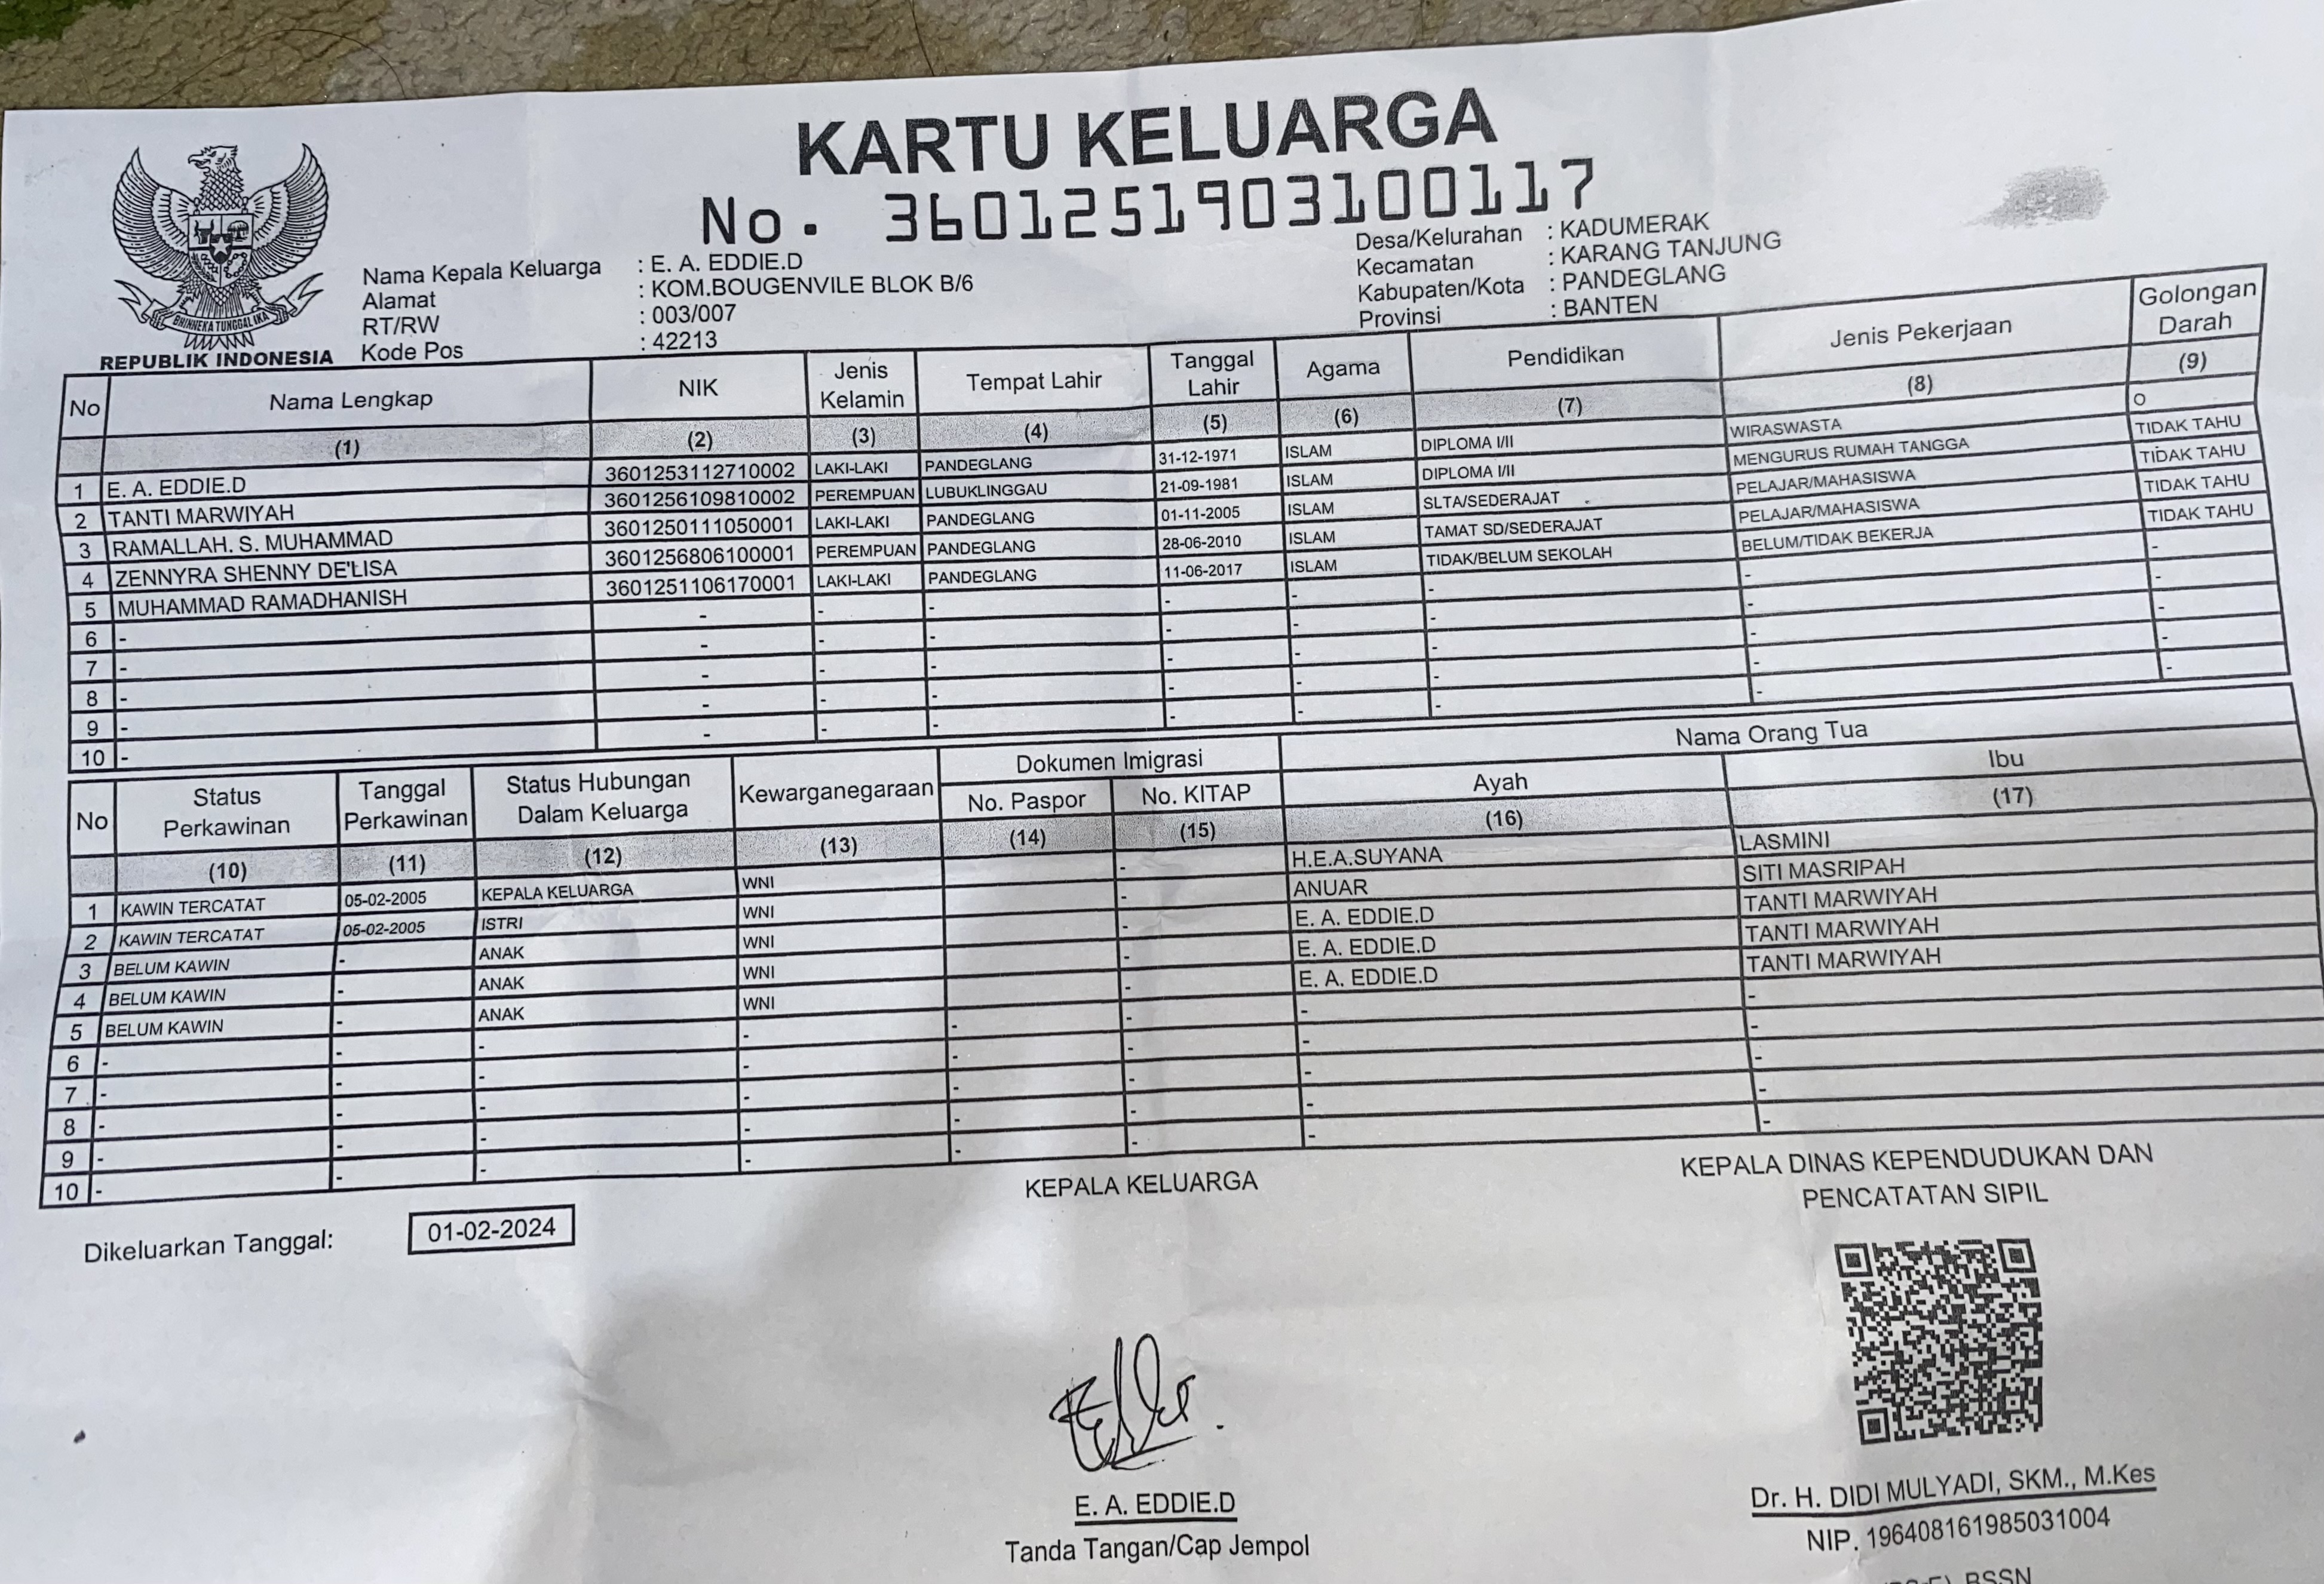 KARTU KELUARGA
No. 3601251903100117
BHINNEKA TUNGGAL IKA
REPUBLIK INDONESIA
Nama Kepala Keluarga : E. A. EDDIE.D
Alamat : KOM.BOUGENVILE BLOK B/6
RT/RW : 003/007
Kode Pos : 42213
Desa/Kelurahan : KADUMERAK
Kecamatan : KARANG TANJUNG
Kabupaten/Kota : PANDEGLANG
Provinsi : BANTEN
No Nama Lengkap NIK Jenis Kelamin Tempat Lahir Tanggal Lahir Agama Pendidikan Jenis Pekerjaan Golongan Darah
(1) (2) (3) (4) (5) (6) (7) (8) (9)
1 E. A. EDDIE.D 3601253112710002 LAKI-LAKI PANDEGLANG 31-12-1971 ISLAM DIPLOMA I/II WIRASWASTA O
2 TANTI MARWIYAH 3601256109810002 PEREMPUAN LUBUKLINGGAU 21-09-1981 ISLAM DIPLOMA I/II MENGURUS RUMAH TANGGA TIDAK TAHU
3 RAMALLAH. S. MUHAMMAD 3601250111050001 LAKI-LAKI PANDEGLANG 01-11-2005 ISLAM SLTA/SEDERAJAT PELAJAR/MAHASISWA TIDAK TAHU
4 ZENNYRA SHENNY DE'LISA 3601256806100001 PEREMPUAN PANDEGLANG 28-06-2010 ISLAM TAMAT SD/SEDERAJAT PELAJAR/MAHASISWA TIDAK TAHU
5 MUHAMMAD RAMADHANISH 3601251106170001 LAKI-LAKI PANDEGLANG 11-06-2017 ISLAM TIDAK/BELUM SEKOLAH BELUM/TIDAK BEKERJA TIDAK TAHU
6 - - - - - - - - -
7 - - - - - - - - -
8 - - - - - - - - -
9 - - - - - - - - -
10 - - - - - - - - -
No Status Perkawinan Tanggal Perkawinan Status Hubungan Dalam Keluarga Kewarganegaraan Dokumen Imigrasi Nama Orang Tua
No. Paspor No. KITAP Ayah Ibu
(10) (11) (12) (13) (14) (15) (16) (17)
1 KAWIN TERCATAT 05-02-2005 KEPALA KELUARGA WNI - H.E.A.SUYANA LASMINI
2 KAWIN TERCATAT 05-02-2005 ISTRI WNI - ANUAR SITI MASRIPAH
3 BELUM KAWIN - ANAK WNI - E. A. EDDIE.D TANTI MARWIYAH
4 BELUM KAWIN - ANAK WNI - E. A. EDDIE.D TANTI MARWIYAH
5 BELUM KAWIN - ANAK WNI - E. A. EDDIE.D TANTI MARWIYAH
6 - - - - - - - -
7 - - - - - - - -
8 - - - - - - - -
9 - - - - - - - -
10 - - - - - - - -
Dikeluarkan Tanggal: 01-02-2024
KEPALA KELUARGA
E. A. EDDIE.D
Tanda Tangan/Cap Jempol
KEPALA DINAS KEPENDUDUKAN DAN
PENCATATAN SIPIL
Dr. H. DIDI MULYADI, SKM., M.Kes
NIP. 196408161985031004
BSSN